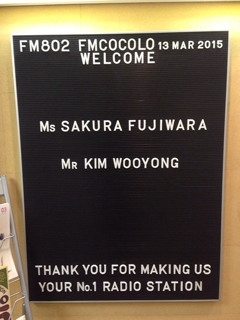 FM802 FMCOCOLO 13 MAR 2015
WELCOME
Ms SAKURA FUJIWARA
MR KIM WOOYONG
THANK YOU FOR MAKING US
YOUR No.1 RADIO STATION